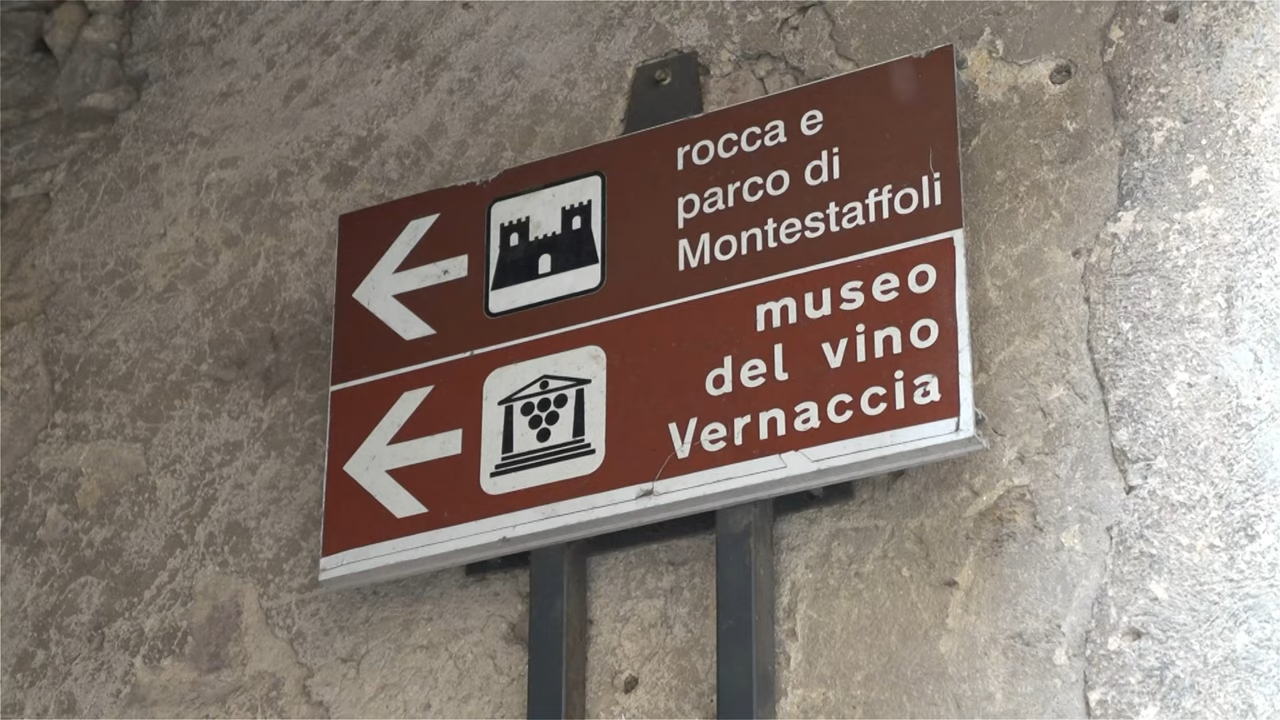 rocca e
parco di
Montestaffoli
museo
del vino
Vernaccia